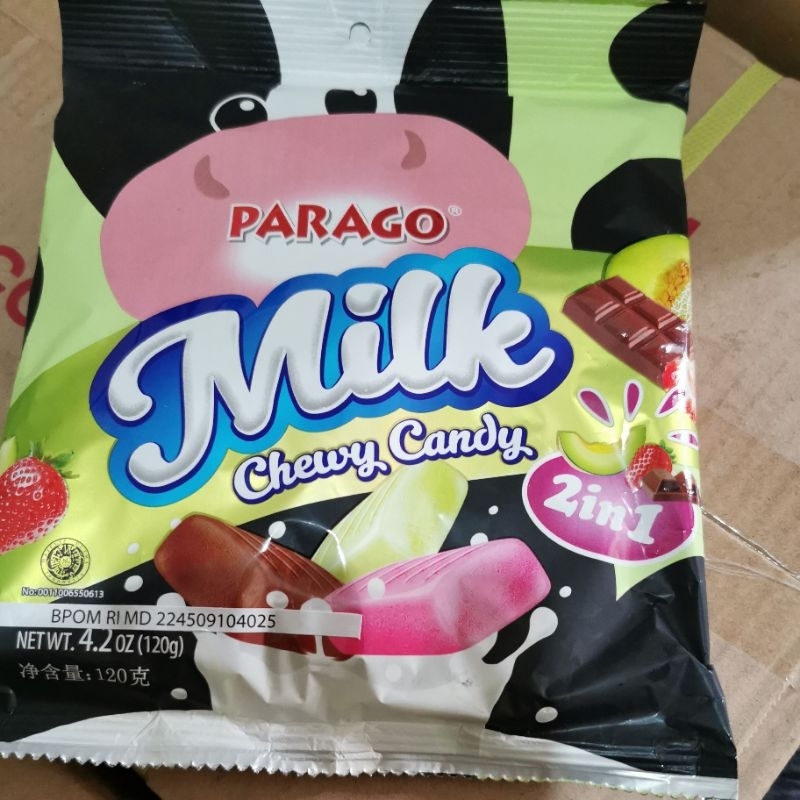 PARAGO®
Milk
Chewy Candy
2in1
No:0011006550613
BPOM RI MD 224509104025
NET WT. 4.2 OZ (120g)
净含量: 120克